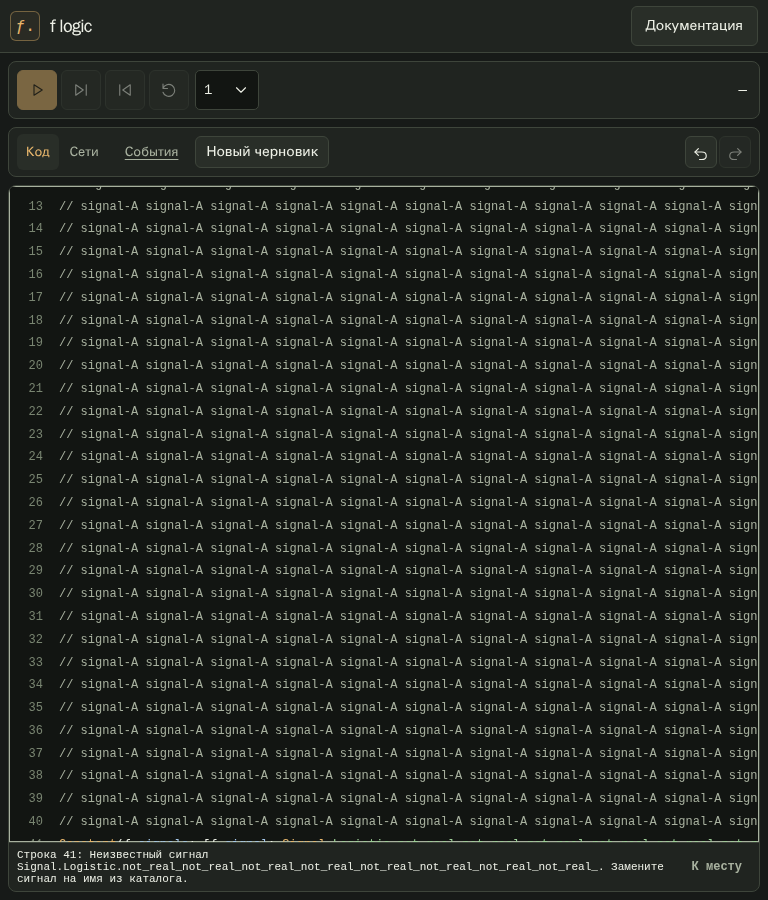 f. f logic
Документация
1
—
Код Сети События Новый черновик
13 // signal-A signal-A signal-A signal-A signal-A signal-A signal-A signal-A signal-A signal-A sign
14 // signal-A signal-A signal-A signal-A signal-A signal-A signal-A signal-A signal-A signal-A sign
15 // signal-A signal-A signal-A signal-A signal-A signal-A signal-A signal-A signal-A signal-A sign
16 // signal-A signal-A signal-A signal-A signal-A signal-A signal-A signal-A signal-A signal-A sign
17 // signal-A signal-A signal-A signal-A signal-A signal-A signal-A signal-A signal-A signal-A sign
18 // signal-A signal-A signal-A signal-A signal-A signal-A signal-A signal-A signal-A signal-A sign
19 // signal-A signal-A signal-A signal-A signal-A signal-A signal-A signal-A signal-A signal-A sign
20 // signal-A signal-A signal-A signal-A signal-A signal-A signal-A signal-A signal-A signal-A sign
21 // signal-A signal-A signal-A signal-A signal-A signal-A signal-A signal-A signal-A signal-A sign
22 // signal-A signal-A signal-A signal-A signal-A signal-A signal-A signal-A signal-A signal-A sign
23 // signal-A signal-A signal-A signal-A signal-A signal-A signal-A signal-A signal-A signal-A sign
24 // signal-A signal-A signal-A signal-A signal-A signal-A signal-A signal-A signal-A signal-A sign
25 // signal-A signal-A signal-A signal-A signal-A signal-A signal-A signal-A signal-A signal-A sign
26 // signal-A signal-A signal-A signal-A signal-A signal-A signal-A signal-A signal-A signal-A sign
27 // signal-A signal-A signal-A signal-A signal-A signal-A signal-A signal-A signal-A signal-A sign
28 // signal-A signal-A signal-A signal-A signal-A signal-A signal-A signal-A signal-A signal-A sign
29 // signal-A signal-A signal-A signal-A signal-A signal-A signal-A signal-A signal-A signal-A sign
30 // signal-A signal-A signal-A signal-A signal-A signal-A signal-A signal-A signal-A signal-A sign
31 // signal-A signal-A signal-A signal-A signal-A signal-A signal-A signal-A signal-A signal-A sign
32 // signal-A signal-A signal-A signal-A signal-A signal-A signal-A signal-A signal-A signal-A sign
33 // signal-A signal-A signal-A signal-A signal-A signal-A signal-A signal-A signal-A signal-A sign
34 // signal-A signal-A signal-A signal-A signal-A signal-A signal-A signal-A signal-A signal-A sign
35 // signal-A signal-A signal-A signal-A signal-A signal-A signal-A signal-A signal-A signal-A sign
36 // signal-A signal-A signal-A signal-A signal-A signal-A signal-A signal-A signal-A signal-A sign
37 // signal-A signal-A signal-A signal-A signal-A signal-A signal-A signal-A signal-A signal-A sign
38 // signal-A signal-A signal-A signal-A signal-A signal-A signal-A signal-A signal-A signal-A sign
39 // signal-A signal-A signal-A signal-A signal-A signal-A signal-A signal-A signal-A signal-A sign
40 // signal-A signal-A signal-A signal-A signal-A signal-A signal-A signal-A signal-A signal-A sign
Строка 41: Неизвестный сигнал
Signal.Logistic.not_real_not_real_not_real_not_real_not_real_not_real_not_real_not_real_. Замените
сигнал на имя из каталога.
К месту